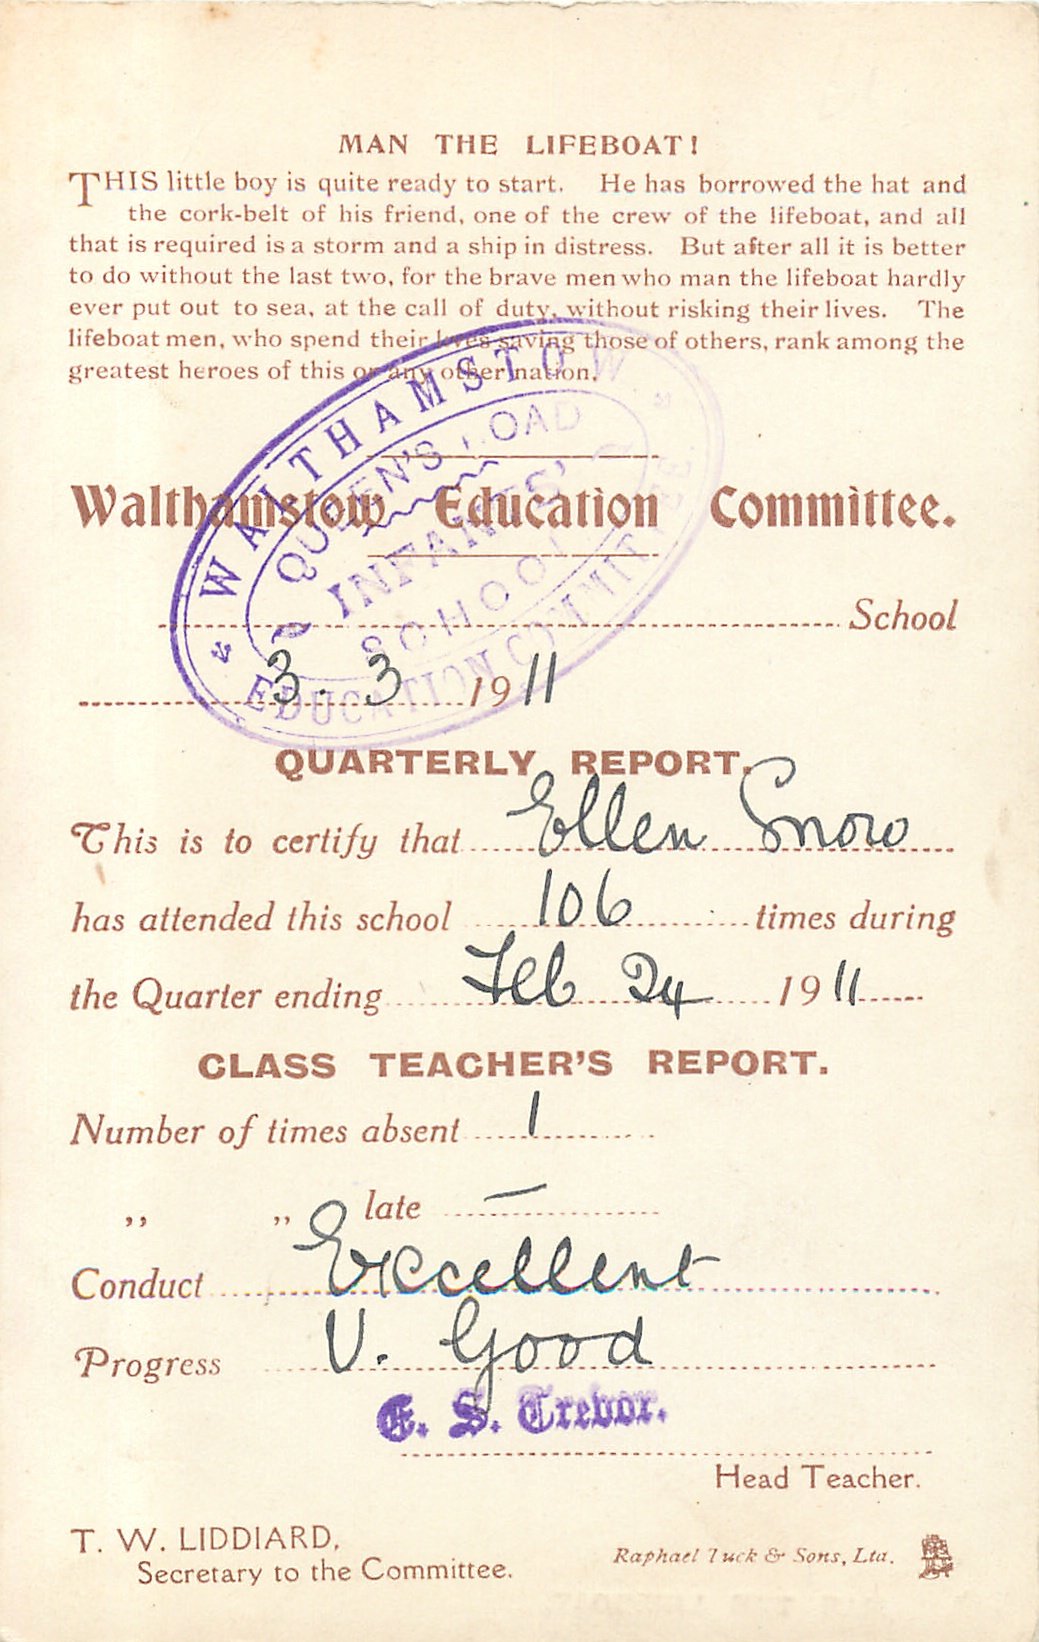 MAN THE LIFEBOAT!
THIS little boy is quite ready to start. He has borrowed the hat and
the cork-belt of his friend, one of the crew of the lifeboat, and all
that is required is a storm and a ship in distress. But after all it is better
to do without the last two, for the brave men who man the lifeboat hardly
ever put out to sea, at the call of duty, without risking their lives. The
lifeboat men, who spend their lives saving those of others, rank among the
greatest heroes of this or any other nation.
WALTHAMSTOW
QUEEN'S ROAD
INFANTS'
SCHOOL
EDUCATION COMMITTEE
Walthamstow Education Committee.
School
3. 3 1911
QUARTERLY REPORT.
This is to certify that Ellen Snow
has attended this school 106 times during
the Quarter ending Feb 24 1911
CLASS TEACHER'S REPORT.
Number of times absent 1
,, ,, late —
Conduct Excellent
Progress V. Good
E. S. Trebor.
Head Teacher.
T. W. LIDDIARD,
Secretary to the Committee.
Raphael Tuck & Sons, Ltd.